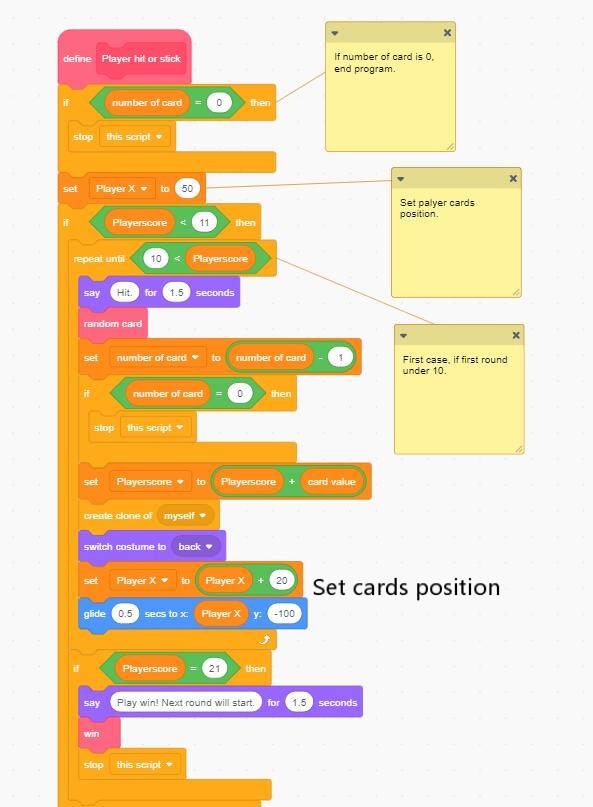 define Player hit or stick
If number of card is 0,
end program.
if number of card = 0 then
stop this script
set Player X to 50
Set palyer cards
position.
if Playerscore < 11 then
repeat until 10 < Playerscore
say Hit. for 1.5 seconds
random card
set number of card to number of card - 1
First case, if first round
under 10.
if number of card = 0 then
stop this script
set Playerscore to Playerscore + card value
create clone of myself
switch costume to back
set Player X to Player X + 20
Set cards position
glide 0.5 secs to x: Player X y: -100
if Playerscore = 21 then
say Play win! Next round will start. for 1.5 seconds
win
stop this script